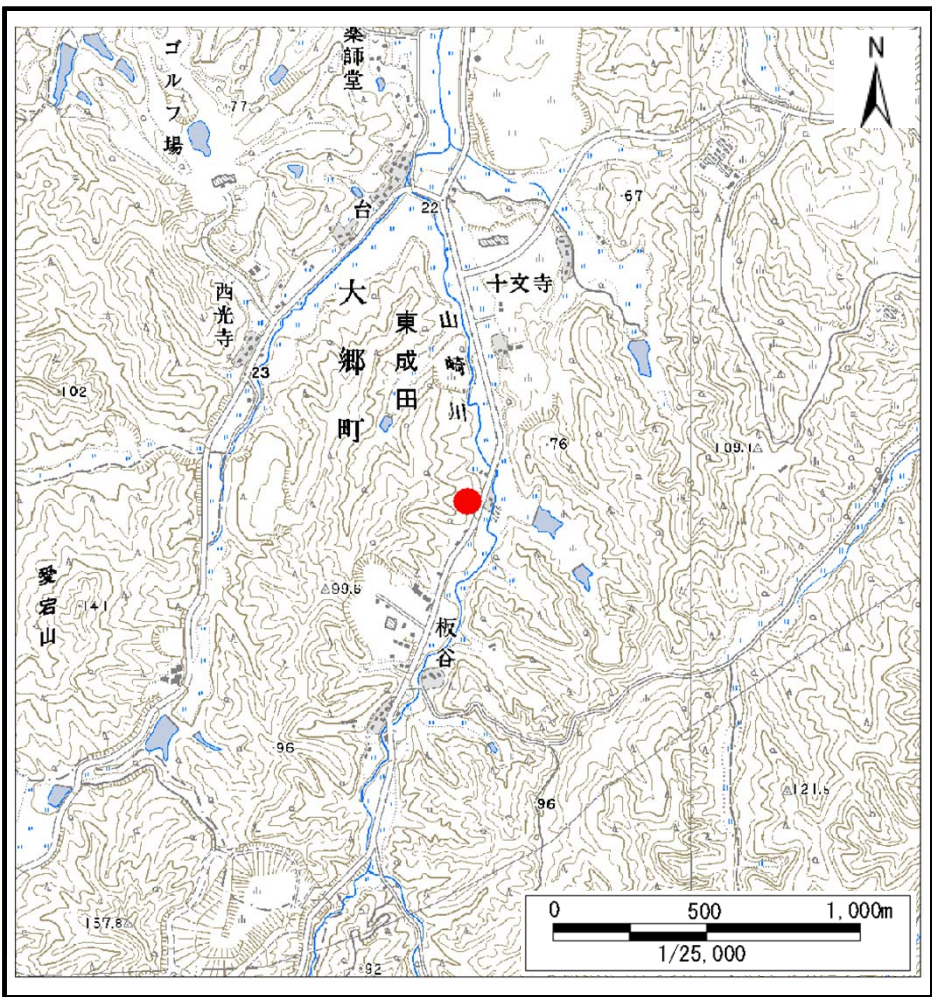 ゴルフ場
薬師堂
N
77
台
22
67
十文寺
西光寺
大郷町
東成田
山崎川
23
102
76
109.1
愛宕山
141
99.5
板谷
96
96
121.5
157.8
92
0 500 1,000m
1/25,000